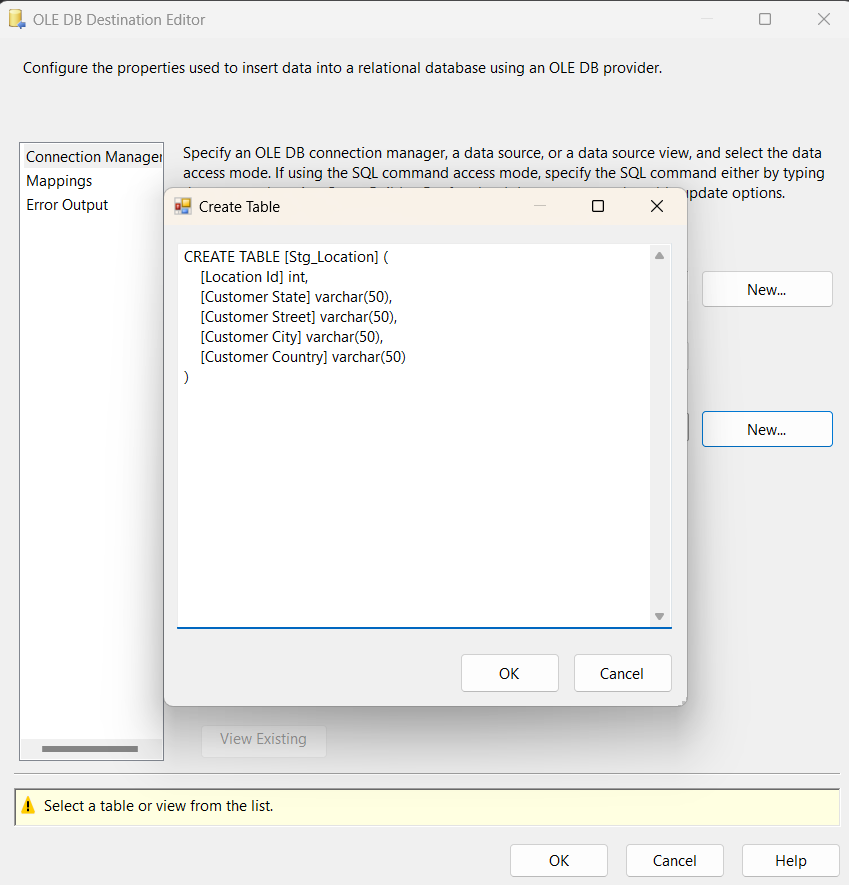 OLE DB Destination Editor
Configure the properties used to insert data into a relational database using an OLE DB provider.
Connection Manager
Mappings
Error Output
Specify an OLE DB connection manager, a data source, or a data source view, and select the data
access mode. If using the SQL command access mode, specify the SQL command either by typing
update options.
Create Table
CREATE TABLE [Stg_Location] (
[Location Id] int,
[Customer State] varchar(50),
[Customer Street] varchar(50),
[Customer City] varchar(50),
[Customer Country] varchar(50)
)
New...
New...
OK
Cancel
View Existing
Select a table or view from the list.
OK
Cancel
Help